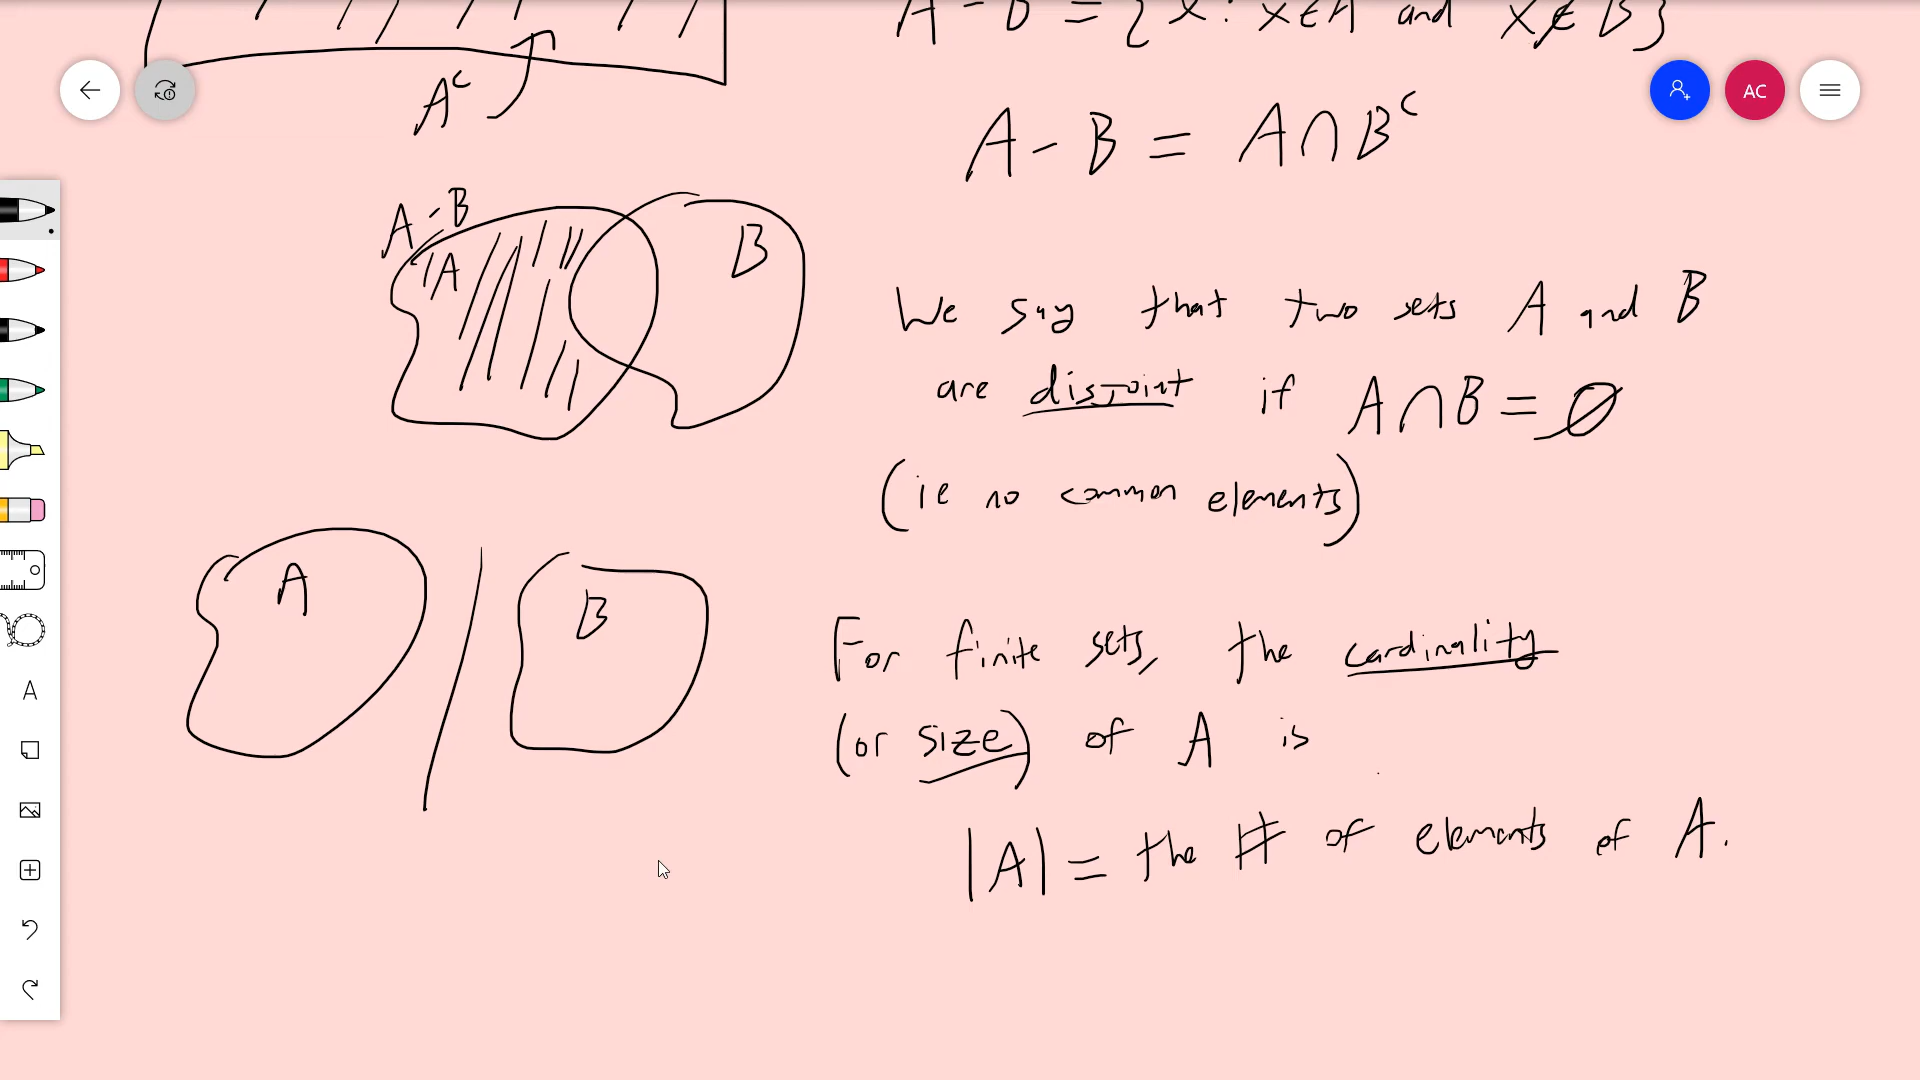 A - B = {x : x ∈ A and x ∉ B}
A^c
AC
A - B = A ∩ B^c
A - B
A
B
We say that two sets A and B
are disjoint if A ∩ B = ∅
(ie no common elements)
A
B
For finite sets, the cardinality
(or size) of A is
|A| = the # of elements of A.
A